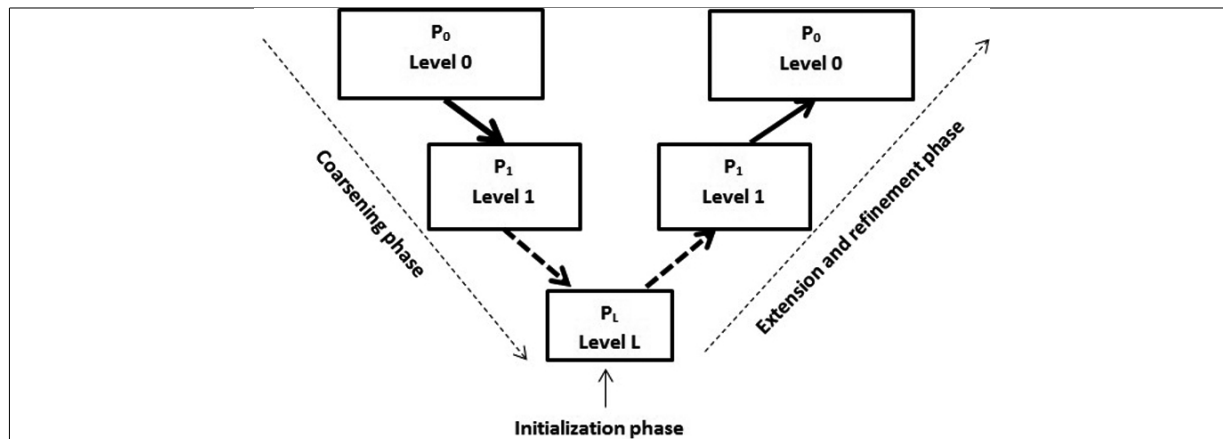 P₀
Level 0
P₀
Level 0
P₁
Level 1
P₁
Level 1
Coarsening phase
Extension and refinement phase
P_L
Level L
Initialization phase